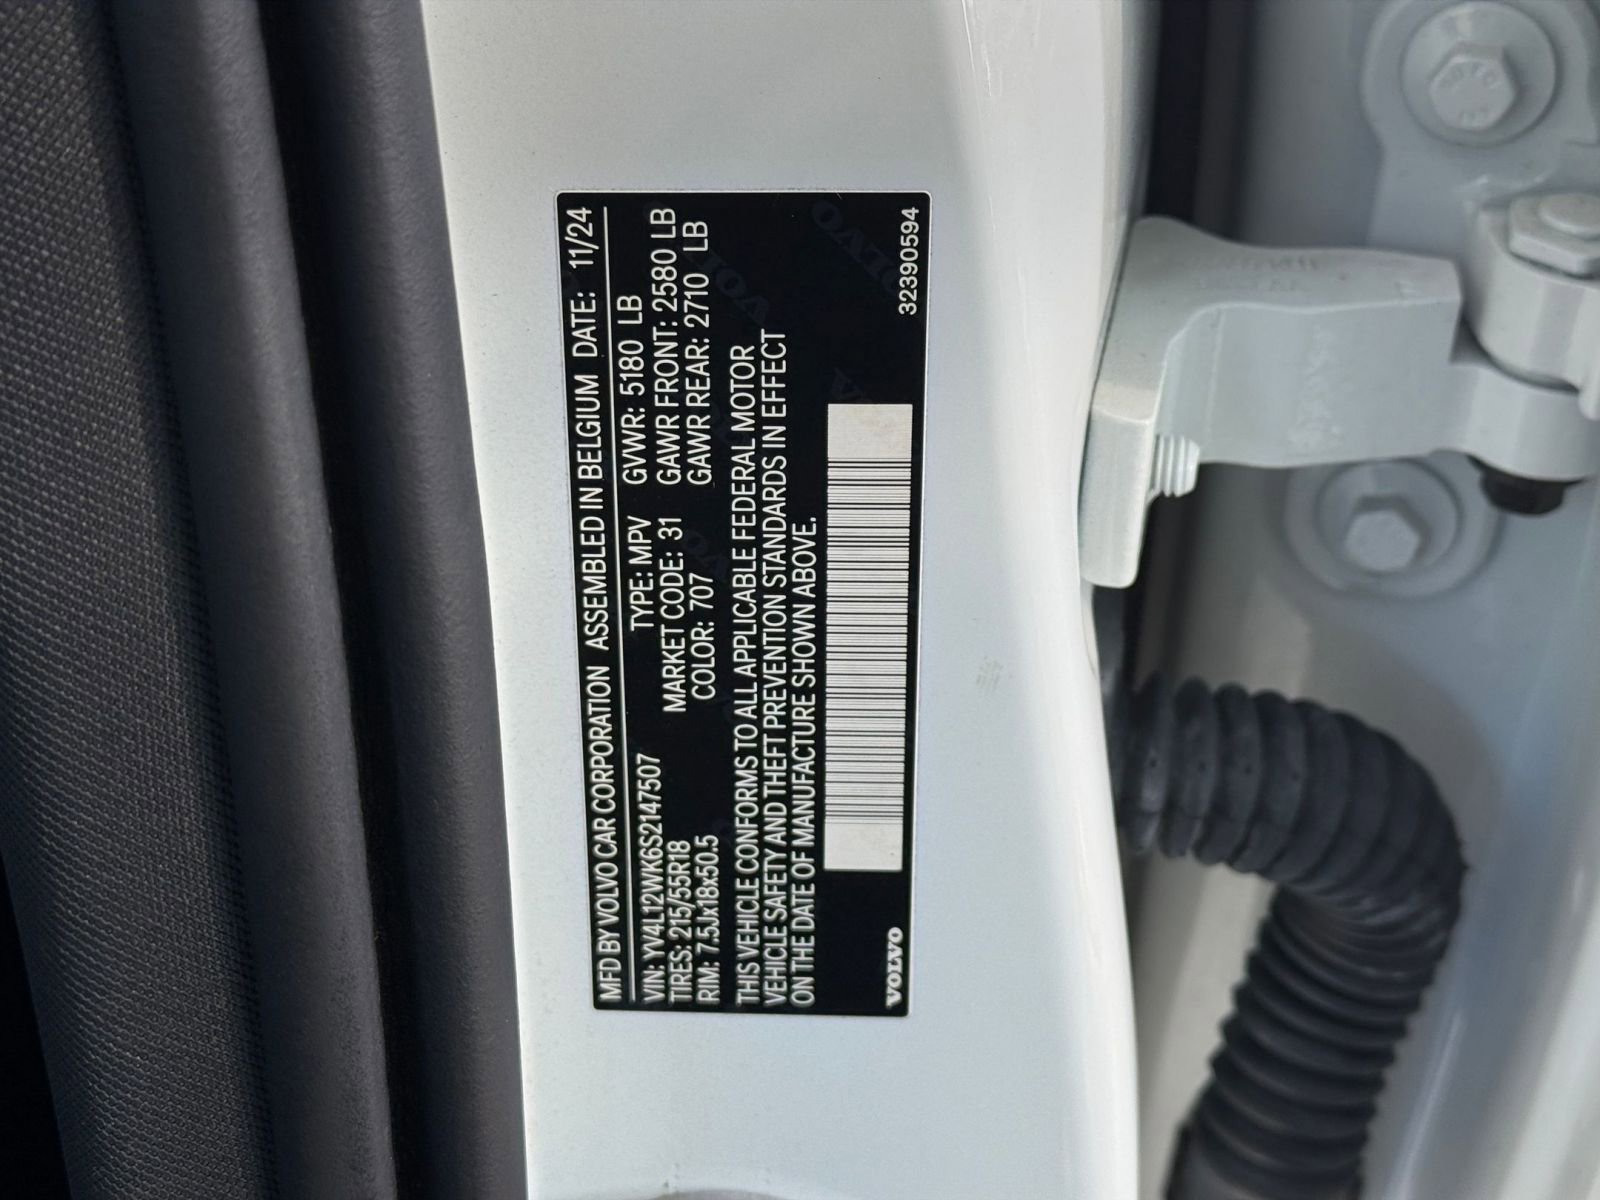 MFD BY VOLVO CAR CORPORATION ASSEMBLED IN BELGIUM DATE: 11/24
VIN: YV4L12WK6S2147507 TYPE: MPV GVWR: 5180 LB
TIRES: 215/55R18 MARKET CODE: 31 GAWR FRONT: 2580 LB
RIM: 7.5Jx18x50.5 COLOR: 707 GAWR REAR: 2710 LB
THIS VEHICLE CONFORMS TO ALL APPLICABLE FEDERAL MOTOR
VEHICLE SAFETY AND THEFT PREVENTION STANDARDS IN EFFECT
ON THE DATE OF MANUFACTURE SHOWN ABOVE.
VOLVO 32390594